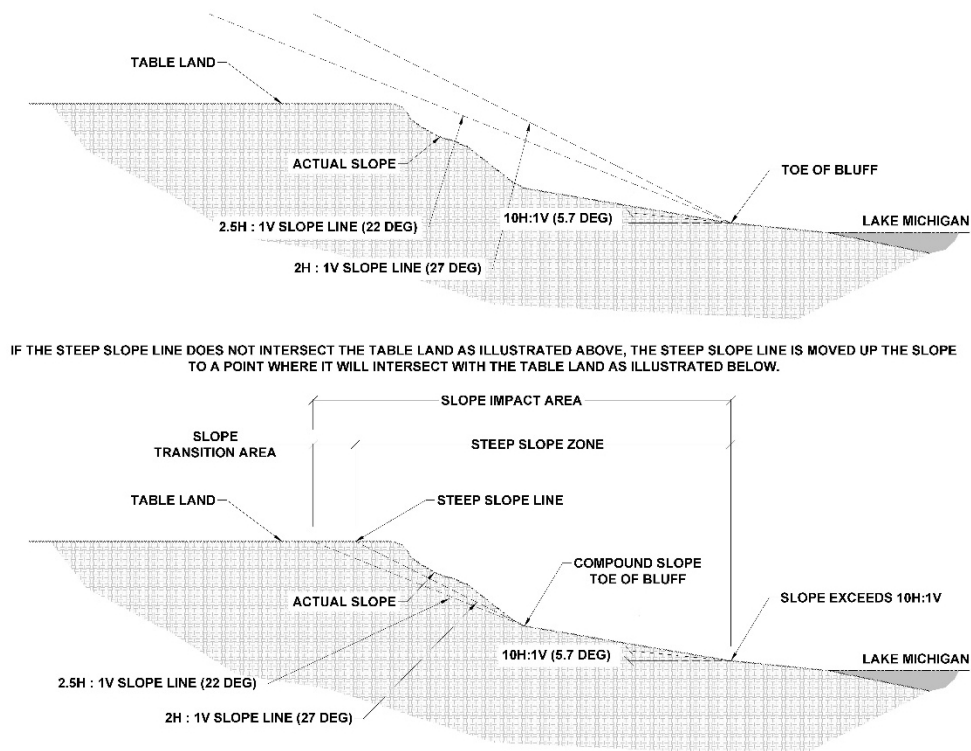 TABLE LAND
ACTUAL SLOPE
TOE OF BLUFF
10H:1V (5.7 DEG)
2.5H : 1V SLOPE LINE (22 DEG)
LAKE MICHIGAN
2H : 1V SLOPE LINE (27 DEG)
IF THE STEEP SLOPE LINE DOES NOT INTERSECT THE TABLE LAND AS ILLUSTRATED ABOVE, THE STEEP SLOPE LINE IS MOVED UP THE SLOPE
TO A POINT WHERE IT WILL INTERSECT WITH THE TABLE LAND AS ILLUSTRATED BELOW.
SLOPE IMPACT AREA
SLOPE
TRANSITION AREA
STEEP SLOPE ZONE
TABLE LAND
STEEP SLOPE LINE
COMPOUND SLOPE
TOE OF BLUFF
ACTUAL SLOPE
SLOPE EXCEEDS 10H:1V
10H:1V (5.7 DEG)
LAKE MICHIGAN
2.5H : 1V SLOPE LINE (22 DEG)
2H : 1V SLOPE LINE (27 DEG)